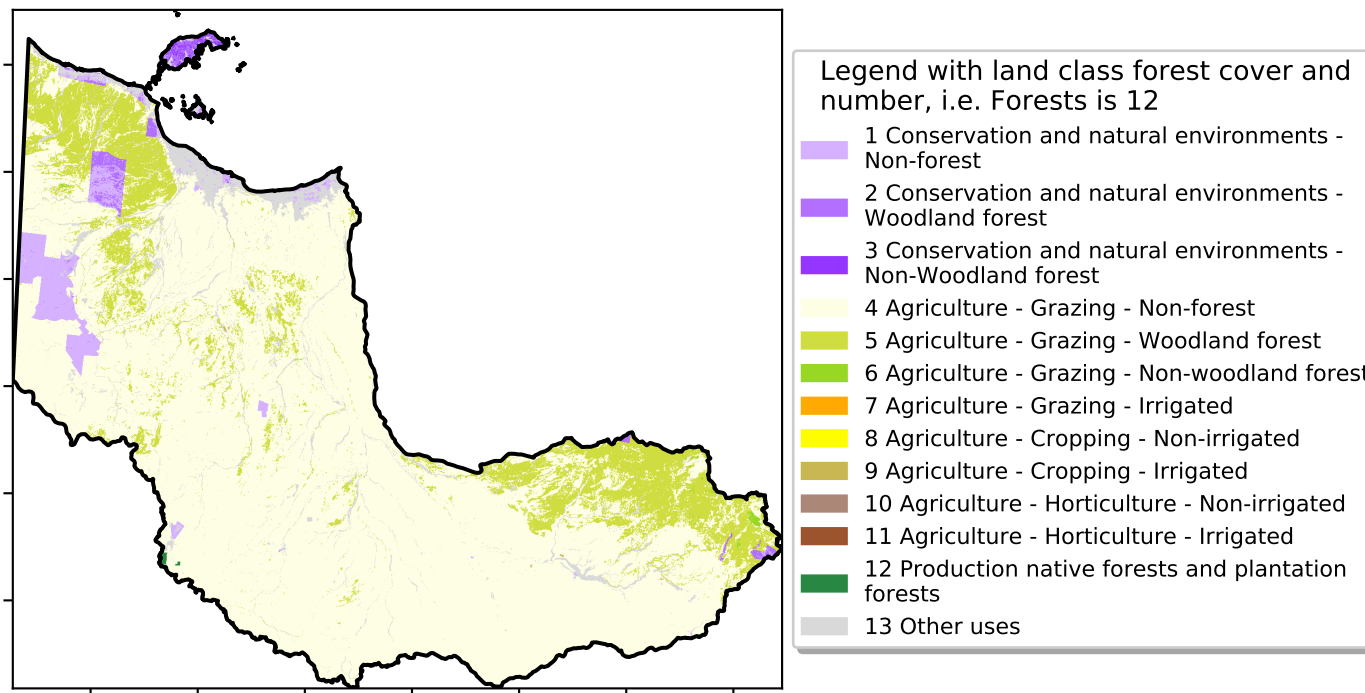 Legend with land class forest cover and
number, i.e. Forests is 12
1 Conservation and natural environments -
Non-forest
2 Conservation and natural environments -
Woodland forest
3 Conservation and natural environments -
Non-Woodland forest
4 Agriculture - Grazing - Non-forest
5 Agriculture - Grazing - Woodland forest
6 Agriculture - Grazing - Non-woodland forest
7 Agriculture - Grazing - Irrigated
8 Agriculture - Cropping - Non-irrigated
9 Agriculture - Cropping - Irrigated
10 Agriculture - Horticulture - Non-irrigated
11 Agriculture - Horticulture - Irrigated
12 Production native forests and plantation
forests
13 Other uses